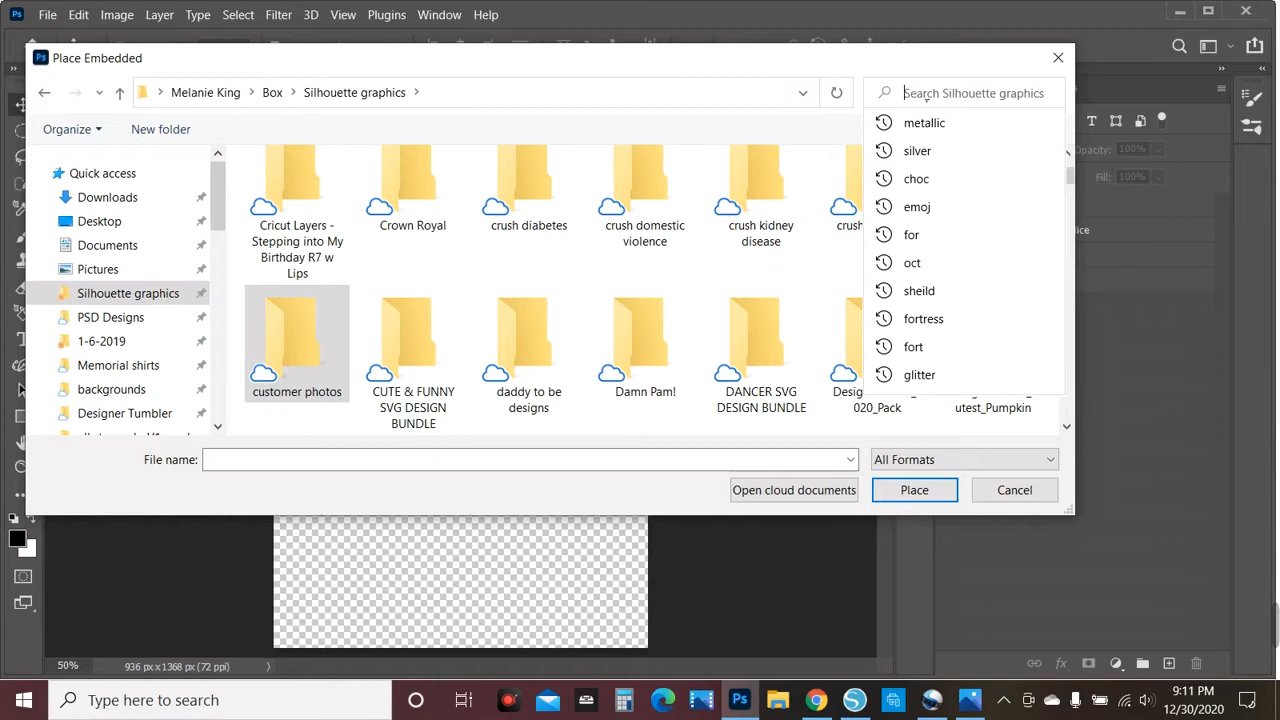 Ps File Edit Image Layer Type Select Filter 3D View Plugins Window Help
Ps Place Embedded
Melanie King > Box > Silhouette graphics >
Search Silhouette graphics
Organize
New folder
metallic
silver
choc
emoj
for
oct
sheild
fortress
fort
glitter
Quick access
Downloads
Desktop
Documents
Pictures
Silhouette graphics
PSD Designs
1-6-2019
Memorial shirts
backgrounds
Designer Tumbler
Cricut Layers -
Stepping into My
Birthday R7 w
Lips
Crown Royal
crush diabetes
crush domestic
violence
crush kidney
disease
crush
customer photos
CUTE & FUNNY
SVG DESIGN
BUNDLE
daddy to be
designs
Damn Pam!
DANCER SVG
DESIGN BUNDLE
Desig
020_Pack
utest_Pumpkin
File name:
All Formats
Open cloud documents
Place
Cancel
Opacity: 100%
Fill: 100%
50%
936 px x 1368 px (72 ppi)
Type here to search
Ps
9:11 PM
12/30/2020